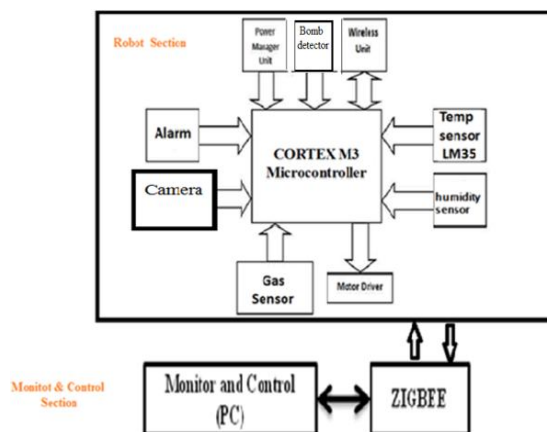 Robot Section
Power
Manager
Unit
Bomb
detector
Wireless
Unit
Alarm
CORTEX M3
Microcontroller
Temp
sensor
LM35
Camera
humidity
sensor
Gas
Sensor
Motor Driver
Monitot & Control
Section
Monitor and Control
(PC)
ZIGBEE